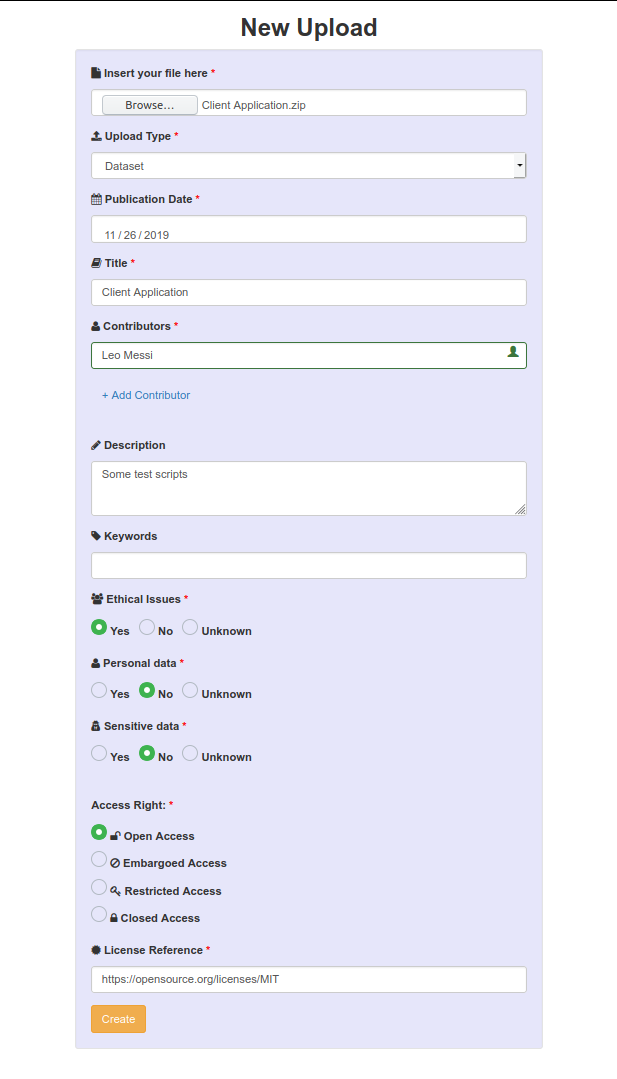 New Upload
Insert your file here *
Browse... Client Application.zip
Upload Type *
Dataset
Publication Date *
11 / 26 / 2019
Title *
Client Application
Contributors *
Leo Messi
+ Add Contributor
Description
Some test scripts
Keywords
Ethical Issues *
Yes No Unknown
Personal data *
Yes No Unknown
Sensitive data *
Yes No Unknown
Access Right: *
Open Access
Embargoed Access
Restricted Access
Closed Access
License Reference *
https://opensource.org/licenses/MIT
Create